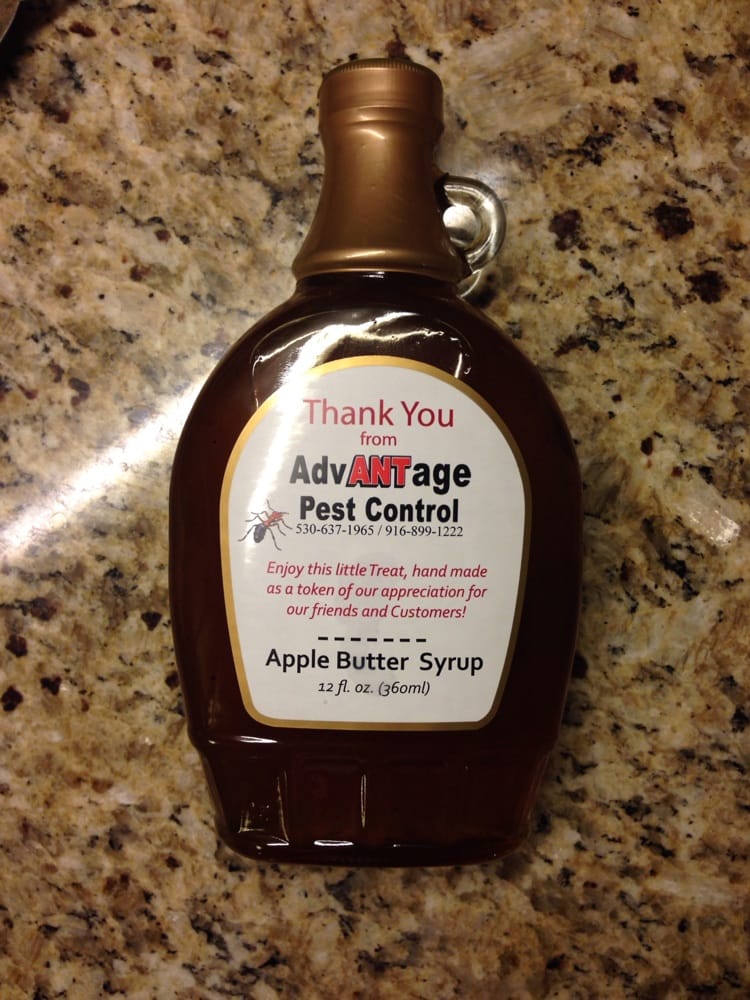 Thank You
from
AdvANTage
Pest Control
530-637-1965 / 916-899-1222
Enjoy this little Treat, hand made
as a token of our appreciation for
our friends and Customers!
-------
Apple Butter Syrup
12 fl. oz. (360ml)